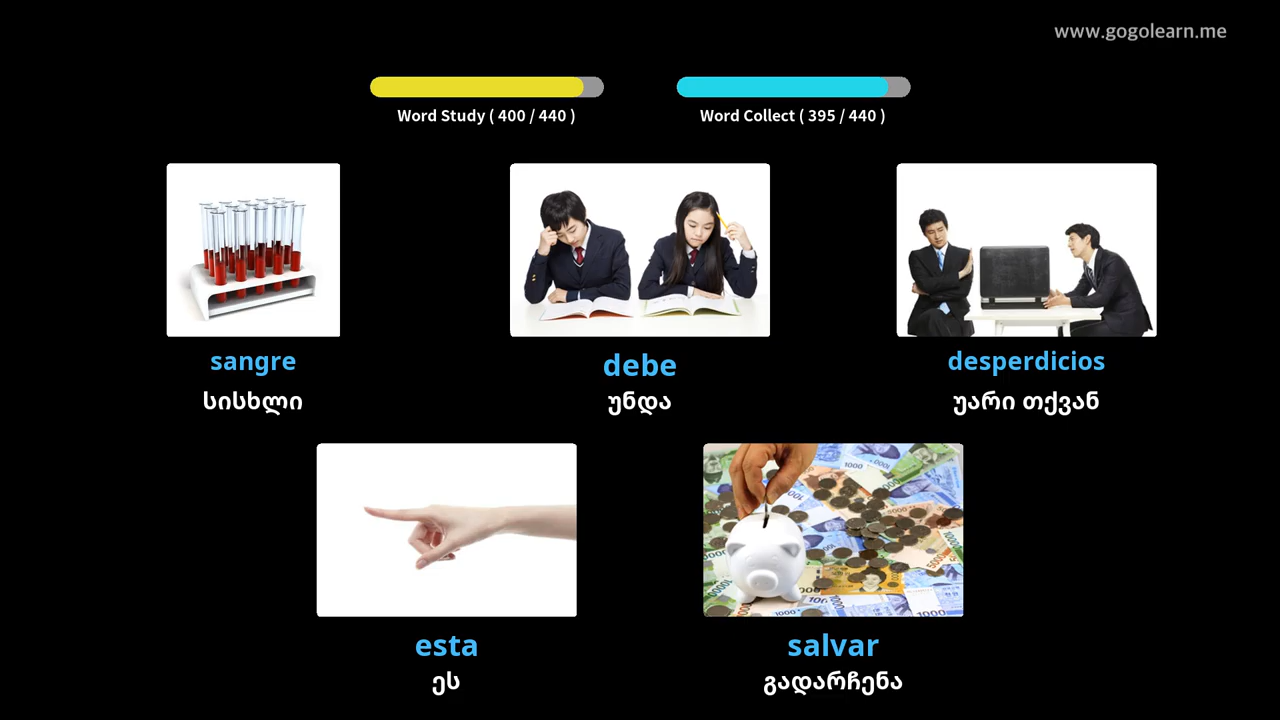 www.gogolearn.me
Word Study ( 400 / 440 )
Word Collect ( 395 / 440 )
sangre
სისხლი
debe
უნდა
desperdicios
უარი თქვან
esta
ეს
salvar
გადარჩენა